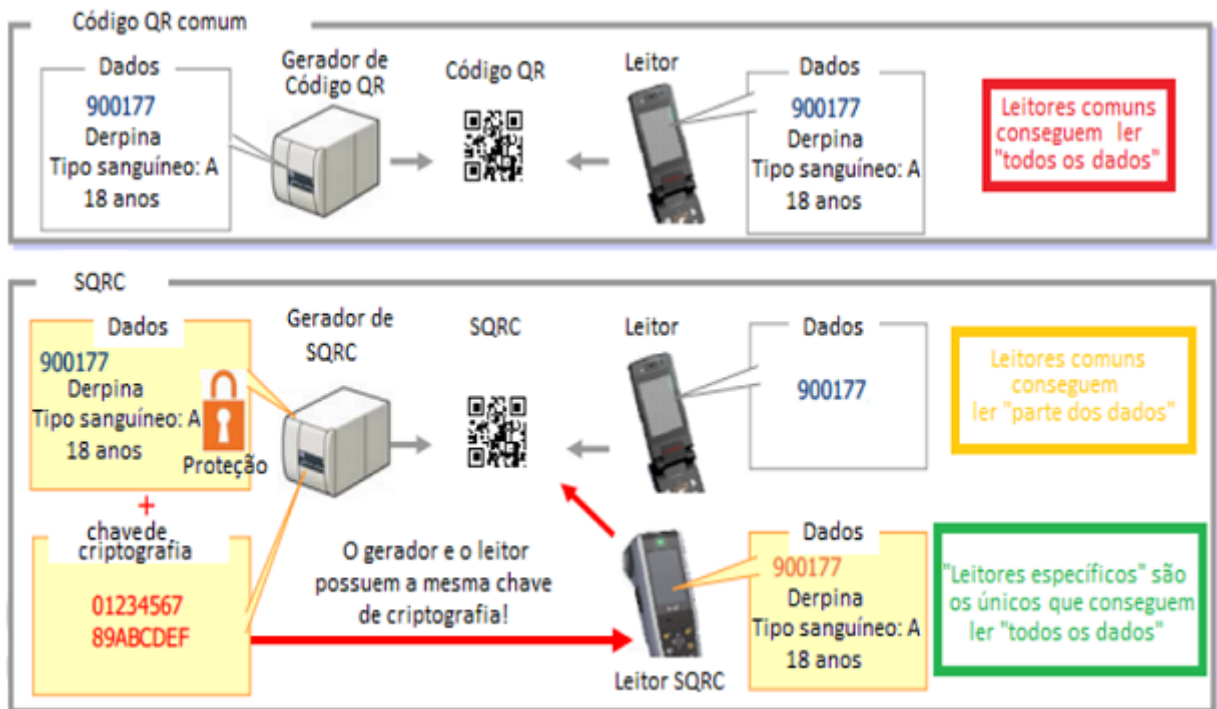 Código QR comum
Dados
900177
Derpina
Tipo sanguíneo: A
18 anos
Gerador de
Código QR
Código QR
Leitor
Dados
900177
Derpina
Tipo sanguíneo: A
18 anos
Leitores comuns
conseguem ler
"todos os dados"
SQRC
Dados
900177
Derpina
Tipo sanguíneo: A
18 anos
Proteção
+
chavede
criptografia
01234567
89ABCDEF
Gerador de
SQRC
SQRC
Leitor
Dados
900177
Leitores comuns
conseguem
ler "parte dos dados"
O gerador e o leitor
possuem a mesma chave
de criptografia!
Leitor SQRC
Dados
900177
Derpina
Tipo sanguíneo: A
18 anos
"Leitores específicos" são
os únicos que conseguem
ler "todos os dados"